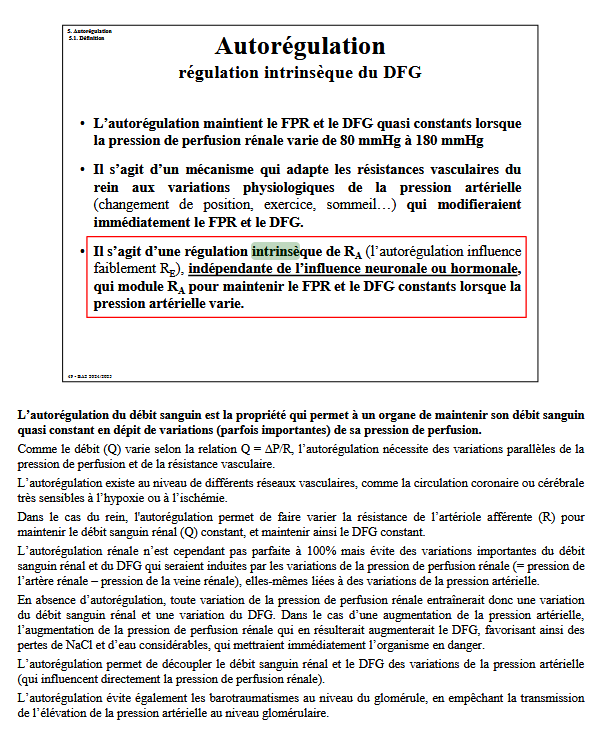 5. Autorégulation
5.1. Définition
Autorégulation
régulation intrinsèque du DFG
• L’autorégulation maintient le FPR et le DFG quasi constants lorsque
la pression de perfusion rénale varie de 80 mmHg à 180 mmHg
• Il s’agit d’un mécanisme qui adapte les résistances vasculaires du
rein aux variations physiologiques de la pression artérielle
(changement de position, exercice, sommeil…) qui modifieraient
immédiatement le FPR et le DFG.
• Il s’agit d’une régulation intrinsèque de RA (l’autorégulation influence
faiblement RE), indépendante de l’influence neuronale ou hormonale,
qui module RA pour maintenir le FPR et le DFG constants lorsque la
pression artérielle varie.
L’autorégulation du débit sanguin est la propriété qui permet à un organe de maintenir son débit sanguin
quasi constant en dépit de variations (parfois importantes) de sa pression de perfusion.
Comme le débit (Q) varie selon la relation Q = ΔP/R, l’autorégulation nécessite des variations parallèles de la
pression de perfusion et de la résistance vasculaire.
L’autorégulation existe au niveau de différents réseaux vasculaires, comme la circulation coronaire ou cérébrale
très sensibles à l’hypoxie ou à l’ischémie.
Dans le cas du rein, l'autorégulation permet de faire varier la résistance de l’artériole afférente (R) pour
maintenir le débit sanguin rénal (Q) constant, et maintenir ainsi le DFG constant.
L’autorégulation rénale n’est cependant pas parfaite à 100% mais évite des variations importantes du débit
sanguin rénal et du DFG qui seraient induites par les variations de la pression de perfusion rénale (= pression de
l’artère rénale – pression de la veine rénale), elles-mêmes liées à des variations de la pression artérielle.
En absence d’autorégulation, toute variation de la pression de perfusion rénale entraînerait donc une variation
du débit sanguin rénal et une variation du DFG. Dans le cas d’une augmentation de la pression artérielle,
l’augmentation de la pression de perfusion rénale qui en résulterait augmenterait le DFG, favorisant ainsi des
pertes de NaCl et d’eau considérables, qui mettraient immédiatement l’organisme en danger.
L’autorégulation permet de découpler le débit sanguin rénal et le DFG des variations de la pression artérielle
(qui influencent directement la pression de perfusion rénale).
L’autorégulation évite également les barotraumatismes au niveau du glomérule, en empêchant la transmission
de l’élévation de la pression artérielle au niveau glomérulaire.